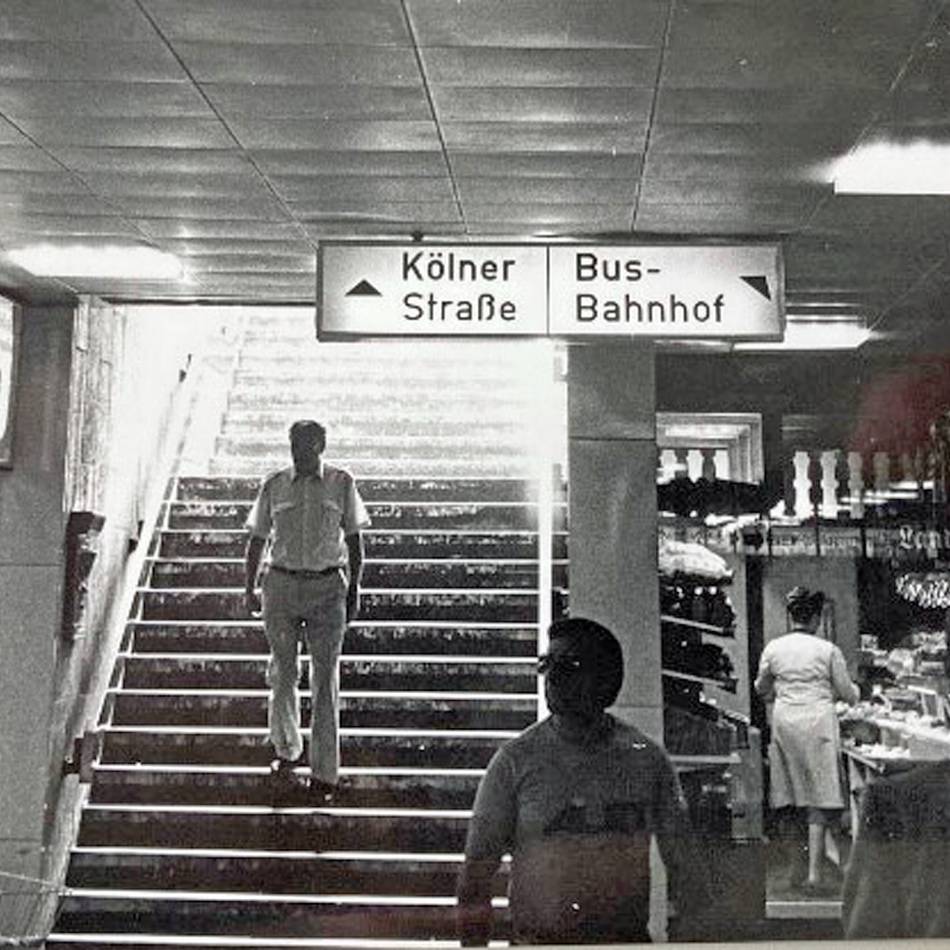 Kölner
Straße
Bus-
Bahnhof